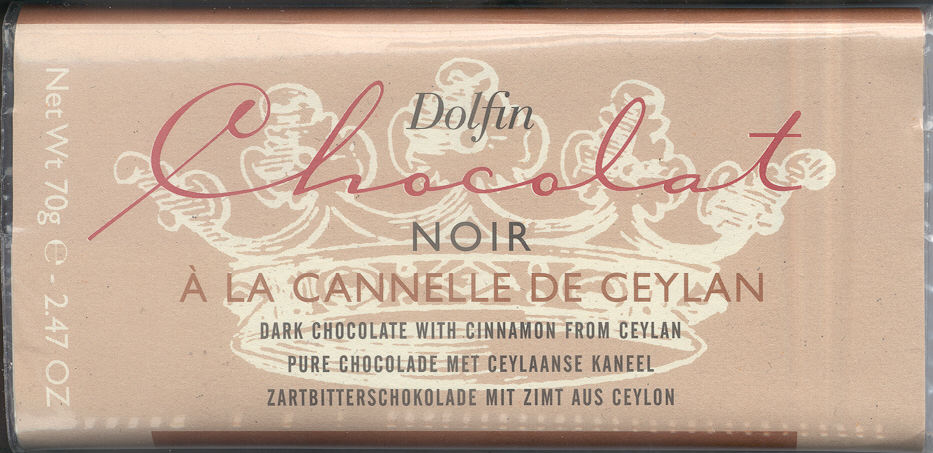 Dolfin
Chocolat
NOIR
À LA CANNELLE DE CEYLAN
DARK CHOCOLATE WITH CINNAMON FROM CEYLAN
PURE CHOCOLADE MET CEYLAANSE KANEEL
ZARTBITTERSCHOKOLADE MIT ZIMT AUS CEYLON
Net Wt 70g ℮ - 2.47 OZ